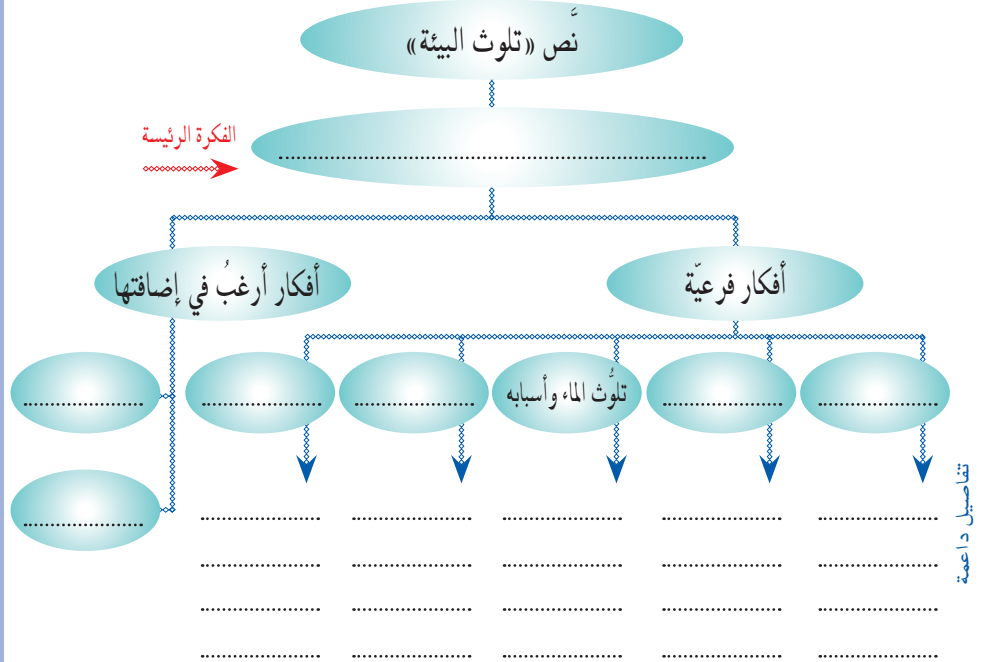 نَّص «تلوث البيئة»
الفكرة الرئيسة
................................................
أفكار فرعيّة
أفكار أرغبُ في إضافتها
........................
........................
تلوُّث الماء وأسبابه
........................
........................
........................
........................
تفاصيل داعمة
........................ ........................ ........................ ........................ ........................
........................ ........................ ........................ ........................ ........................
........................ ........................ ........................ ........................ ........................
........................ ........................ ........................ ........................ ........................